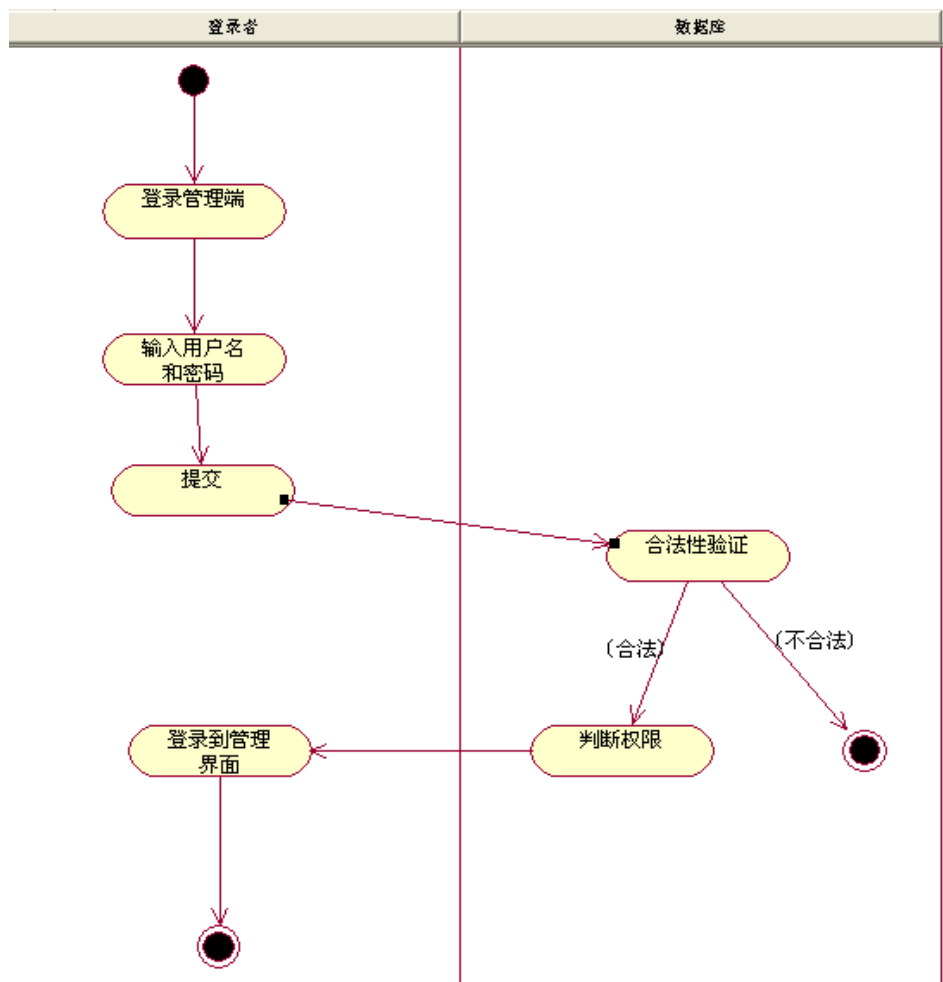 登录者
数据库
登录管理端
输入用户名
和密码
提交
合法性验证
(合法)
(不合法)
登录到管理
界面
判断权限